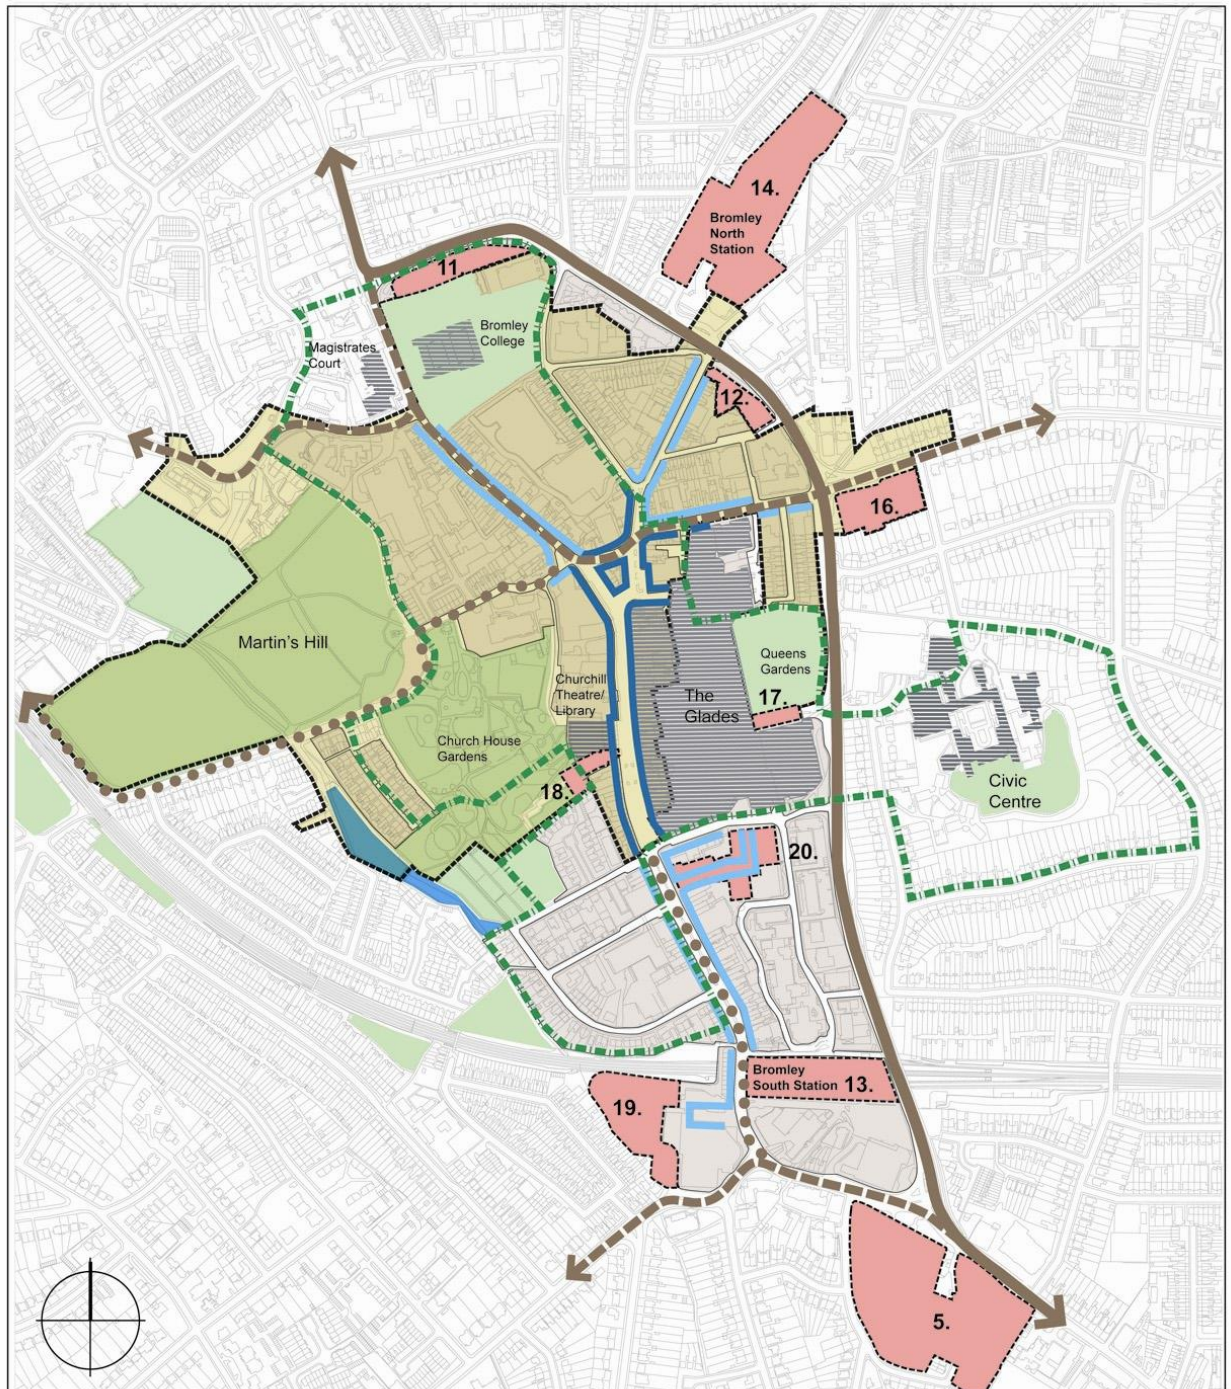 14.
Bromley
North
Station
11.
Bromley
College
Magistrates
Court
12.
16.
Martin's Hill
Queens
Gardens
Churchill
Theatre/
Library
The
Glades
17.
Church House
Gardens
Civic
Centre
18.
20.
Bromley
South Station
13.
19.
5.